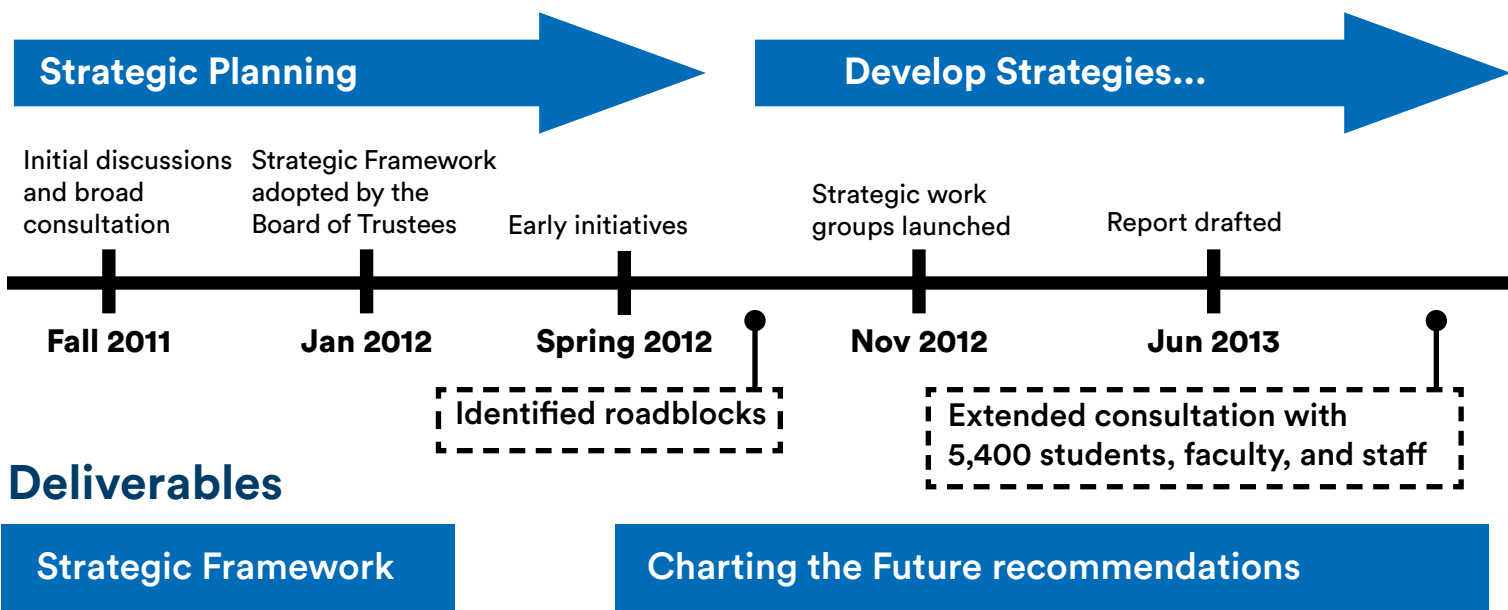 Strategic Planning
Develop Strategies...
Initial discussions
and broad
consultation
Strategic Framework
adopted by the
Board of Trustees
Early initiatives
Strategic work
groups launched
Report drafted
Fall 2011
Jan 2012
Spring 2012
Nov 2012
Jun 2013
Identified roadblocks
Extended consultation with
5,400 students, faculty, and staff
Deliverables
Strategic Framework
Charting the Future recommendations